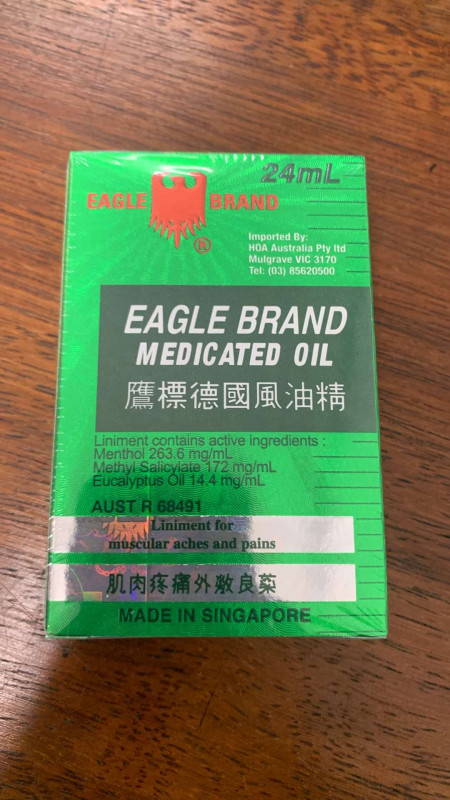 24mL
EAGLE BRAND
®
Imported By:
HOA Australia Pty ltd
Mulgrave VIC 3170
Tel: (03) 85620500
EAGLE BRAND
MEDICATED OIL
鷹標德國風油精
Liniment contains active ingredients :
Menthol 263.6 mg/mL
Methyl Salicylate 172 mg/mL
Eucalyptus Oil 14.4 mg/mL
AUST R 68491
Liniment for
muscular aches and pains
肌肉疼痛外敷良薬
MADE IN SINGAPORE